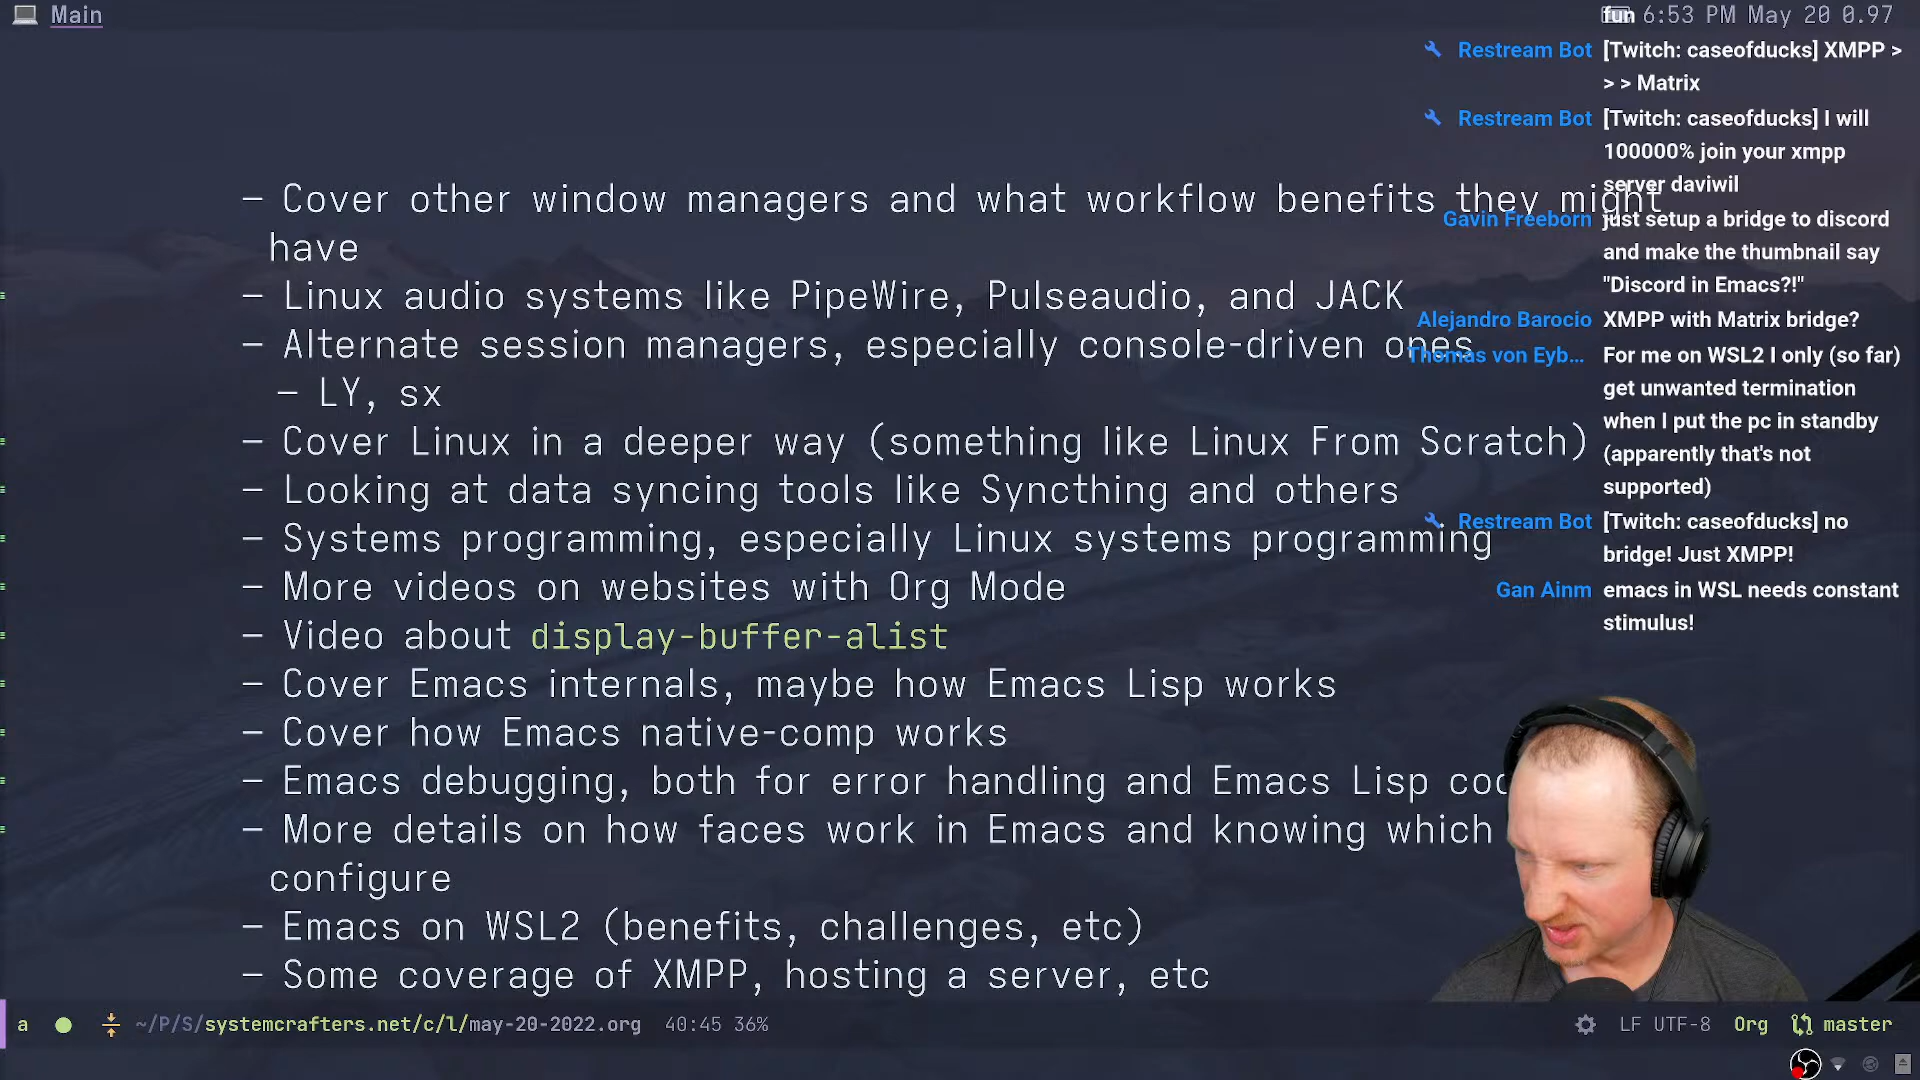 Main
fun 6:53 PM May 20 0.97
– Cover other window managers and what workflow benefits they might
have
– Linux audio systems like PipeWire, Pulseaudio, and JACK
– Alternate session managers, especially console-driven ones
– LY, sx
– Cover Linux in a deeper way (something like Linux From Scratch)
– Looking at data syncing tools like Syncthing and others
– Systems programming, especially Linux systems programming
– More videos on websites with Org Mode
– Video about display-buffer-alist
– Cover Emacs internals, maybe how Emacs Lisp works
– Cover how Emacs native-comp works
– Emacs debugging, both for error handling and Emacs Lisp
– More details on how faces work in Emacs and knowing which
configure
– Emacs on WSL2 (benefits, challenges, etc)
– Some coverage of XMPP, hosting a server, etc
Restream Bot [Twitch: caseofducks] XMPP >
> > Matrix
Restream Bot [Twitch: caseofducks] I will
100000% join your xmpp
server daviwil
Gavin Freeborn just setup a bridge to discord
and make the thumbnail say
"Discord in Emacs?!"
Alejandro Barocio XMPP with Matrix bridge?
Thomas von Eyb... For me on WSL2 I only (so far)
get unwanted termination
when I put the pc in standby
(apparently that's not
supported)
Restream Bot [Twitch: caseofducks] no
bridge! Just XMPP!
Gan Ainm emacs in WSL needs constant
stimulus!
a ~/P/S/systemcrafters.net/c/l/may-20-2022.org 40:45 36% LF UTF-8 Org master